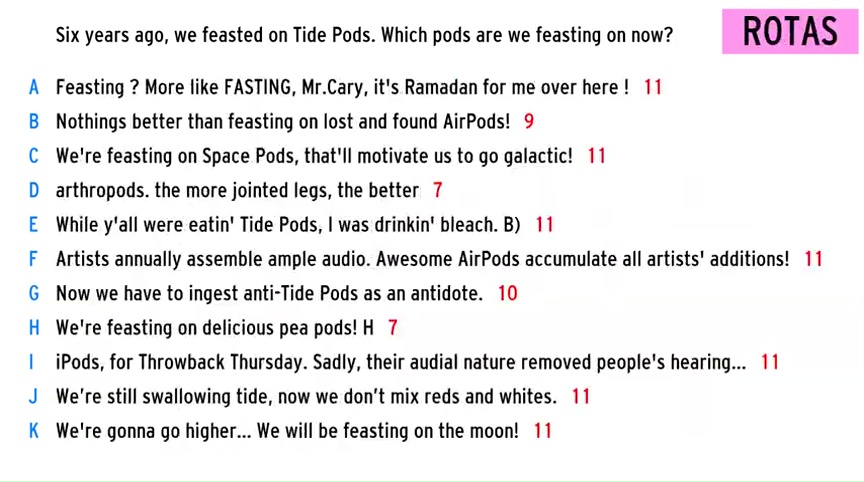 Six years ago, we feasted on Tide Pods. Which pods are we feasting on now?
ROTAS
A Feasting ? More like FASTING, Mr.Cary, it's Ramadan for me over here ! 11
B Nothings better than feasting on lost and found AirPods! 9
C We're feasting on Space Pods, that'll motivate us to go galactic! 11
D arthropods. the more jointed legs, the better 7
E While y'all were eatin' Tide Pods, I was drinkin' bleach. B) 11
F Artists annually assemble ample audio. Awesome AirPods accumulate all artists' additions! 11
G Now we have to ingest anti-Tide Pods as an antidote. 10
H We're feasting on delicious pea pods! H 7
I iPods, for Throwback Thursday. Sadly, their audial nature removed people's hearing... 11
J We’re still swallowing tide, now we don’t mix reds and whites. 11
K We're gonna go higher... We will be feasting on the moon! 11